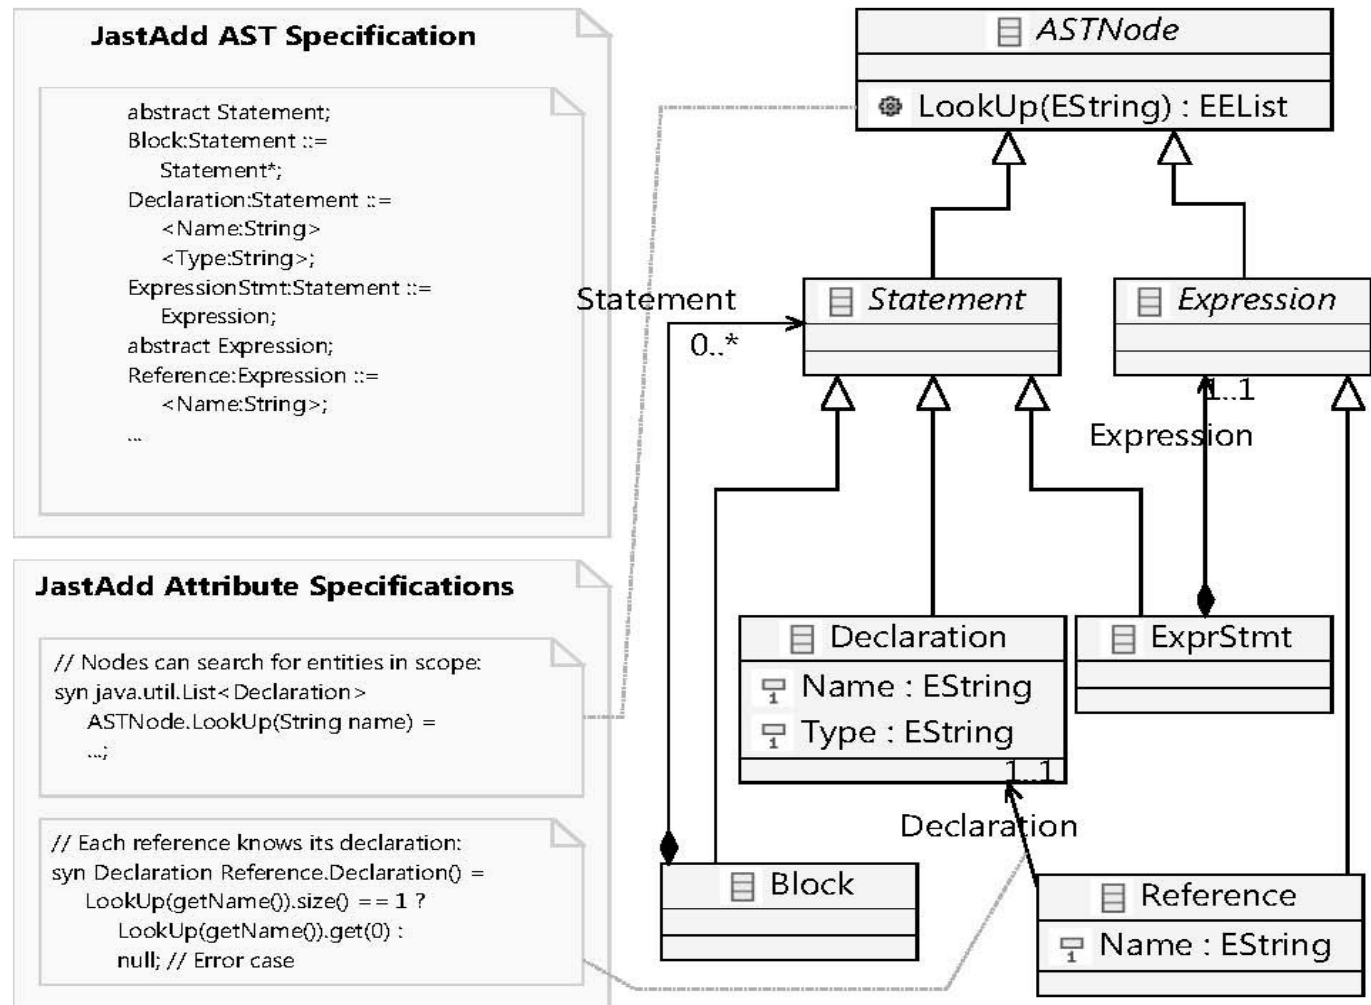 JastAdd AST Specification
abstract Statement;
Block:Statement ::=
Statement*;
Declaration:Statement ::=
<Name:String>
<Type:String>;
ExpressionStmt:Statement ::=
Expression;
abstract Expression;
Reference:Expression ::=
<Name:String>;
...
JastAdd Attribute Specifications
// Nodes can search for entities in scope:
syn java.util.List<Declaration>
ASTNode.LookUp(String name) =
...;
// Each reference knows its declaration:
syn Declaration Reference.Declaration() =
LookUp(getName()).size() == 1 ?
LookUp(getName()).get(0) :
null; // Error case
ASTNode
LookUp(EString) : EEList
Statement
0..*
Statement
Expression
1..1
Expression
Declaration
Name : EString
Type : EString
1..1
ExprStmt
Declaration
Block
Reference
Name : EString